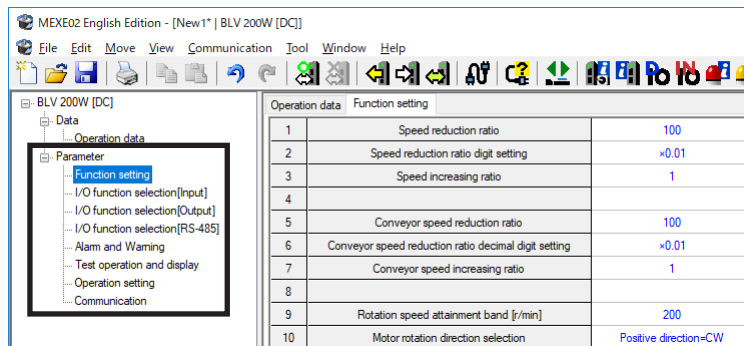 MEXE02 English Edition - [New1* | BLV 200W [DC]]
File Edit Move View Communication Tool Window Help
BLV 200W [DC]
Data
Operation data
Parameter
Function setting
I/O function selection[Input]
I/O function selection[Output]
I/O function selection[RS-485]
Alarm and Warning
Test operation and display
Operation setting
Communication
Operation data Function setting
1 Speed reduction ratio 100
2 Speed reduction ratio digit setting ×0.01
3 Speed increasing ratio 1
4
5 Conveyor speed reduction ratio 100
6 Conveyor speed reduction ratio decimal digit setting ×0.01
7 Conveyor speed increasing ratio 1
8
9 Rotation speed attainment band [r/min] 200
10 Motor rotation direction selection Positive direction=CW